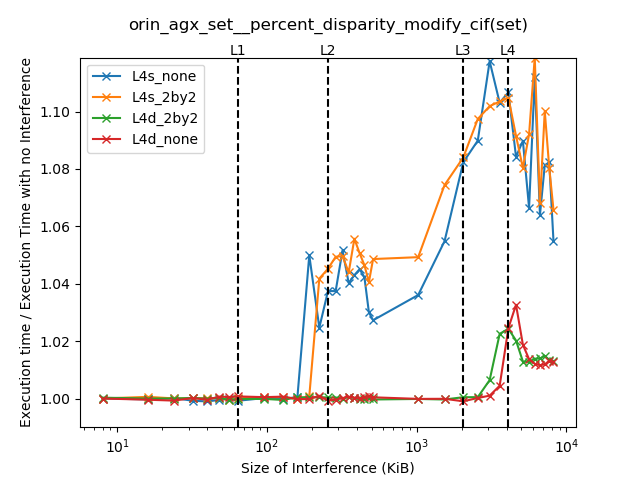 orin_agx_set__percent_disparity_modify_cif(set)
L1 L2 L3 L4
L4s_none
L4s_2by2
L4d_2by2
L4d_none
Execution time / Execution Time with no Interference
1.10
1.08
1.06
1.04
1.02
1.00
10¹ 10² 10³ 10⁴
Size of Interference (KiB)